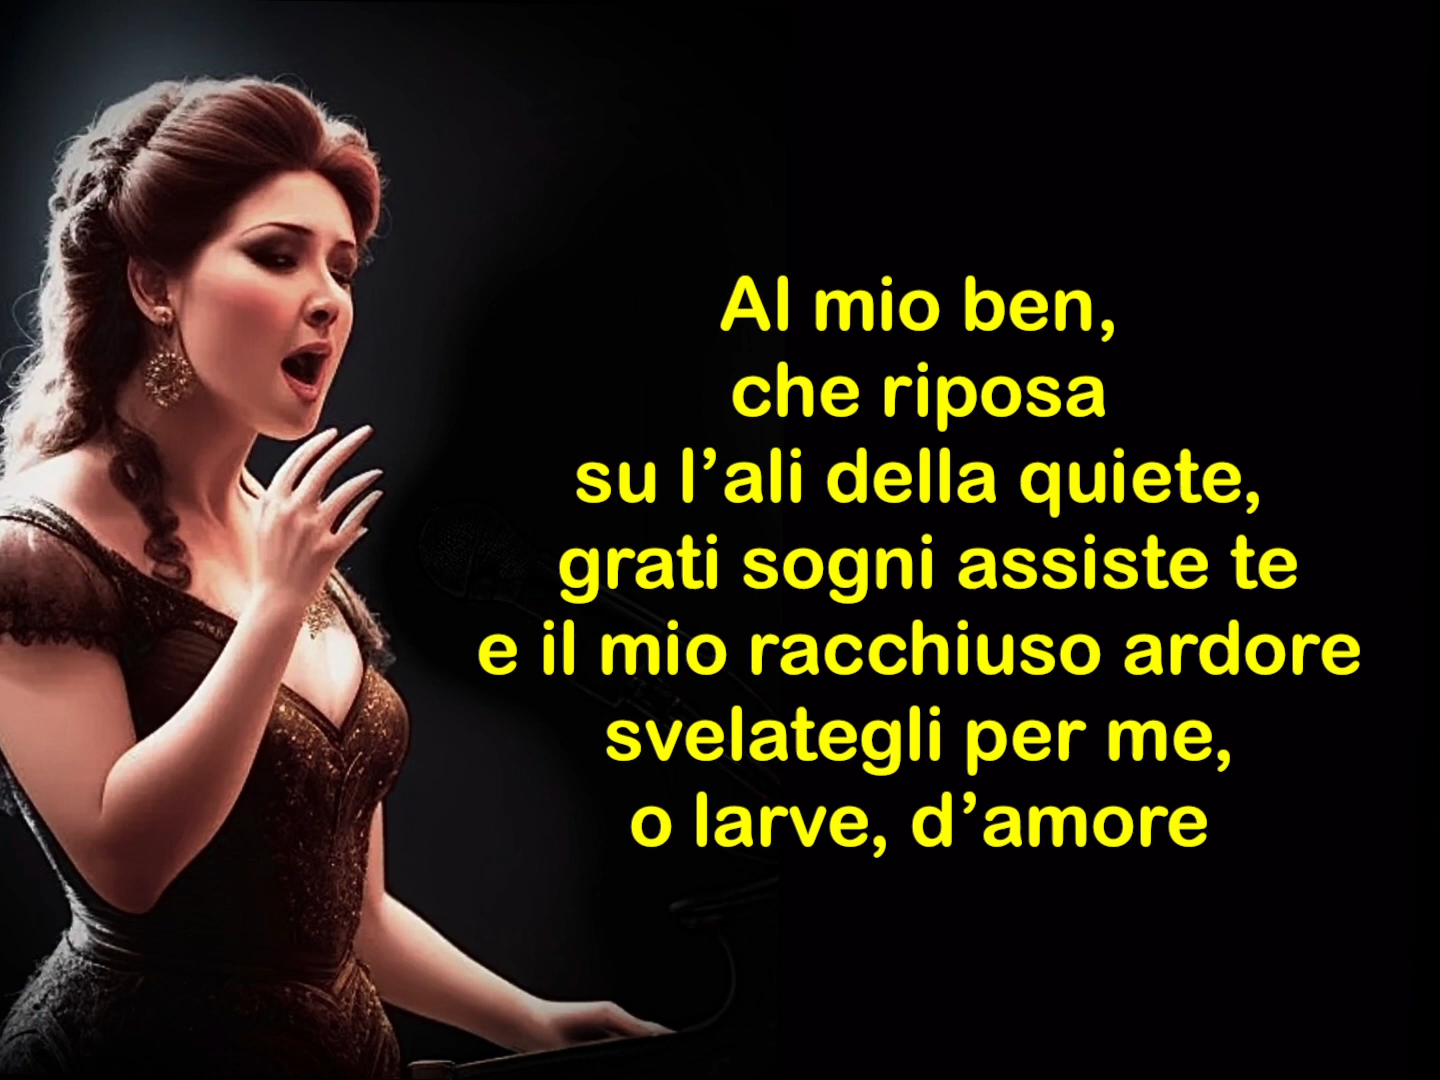 Al mio ben,
che riposa
su l’ali della quiete,
grati sogni assiste te
e il mio racchiuso ardore
svelategli per me,
o larve, d’amore